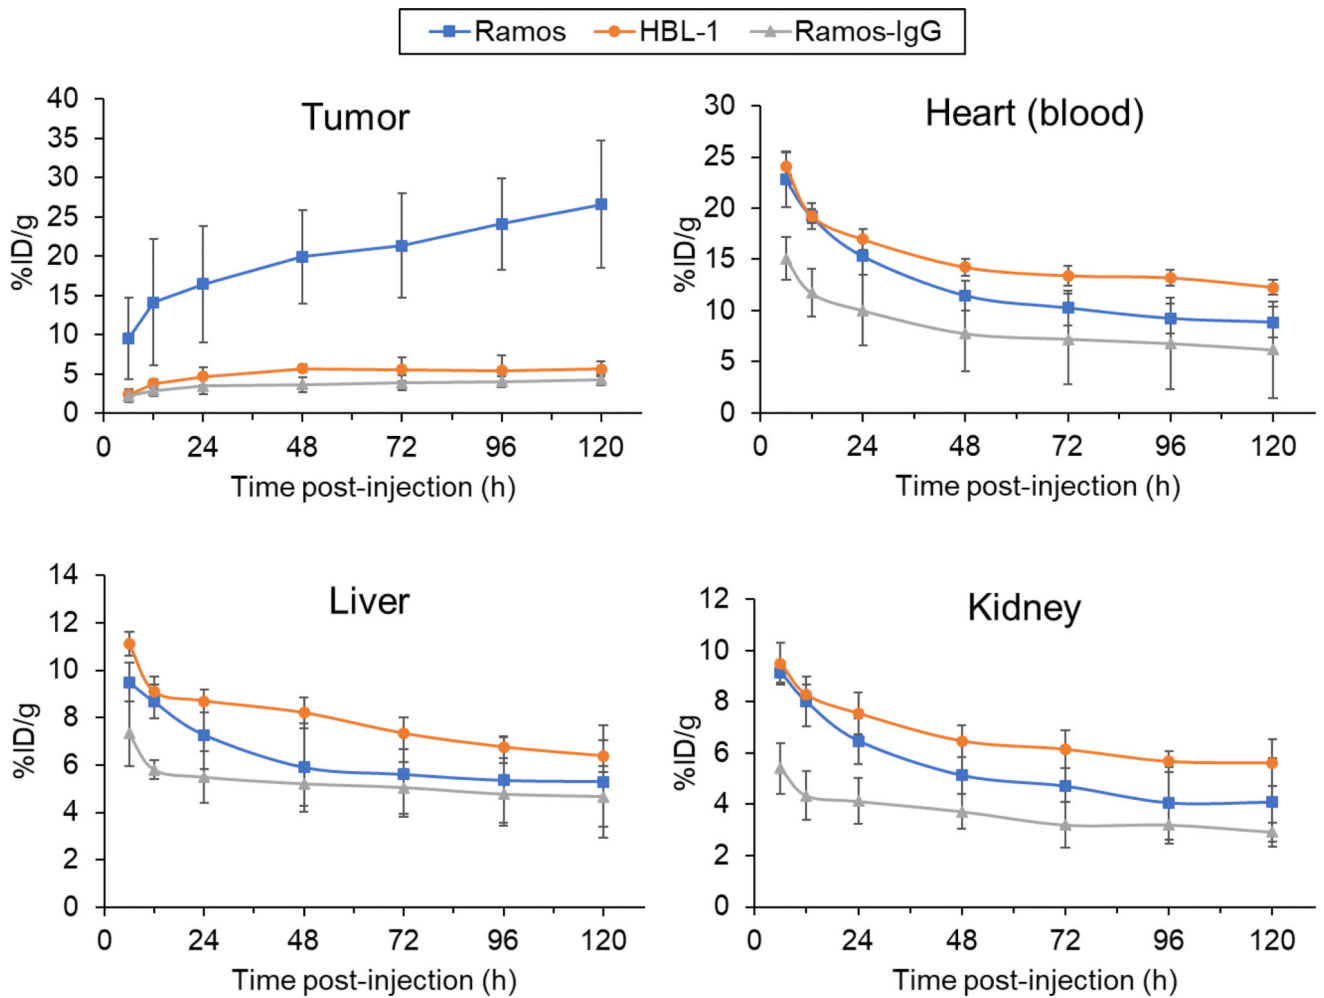 Ramos HBL-1 Ramos-IgG
Tumor
%ID/g
40
35
30
25
20
15
10
5
0
0 24 48 72 96 120
Time post-injection (h)
Heart (blood)
%ID/g
30
25
20
15
10
5
0
0 24 48 72 96 120
Time post-injection (h)
Liver
%ID/g
14
12
10
8
6
4
2
0
0 24 48 72 96 120
Time post-injection (h)
Kidney
%ID/g
12
10
8
6
4
2
0
0 24 48 72 96 120
Time post-injection (h)